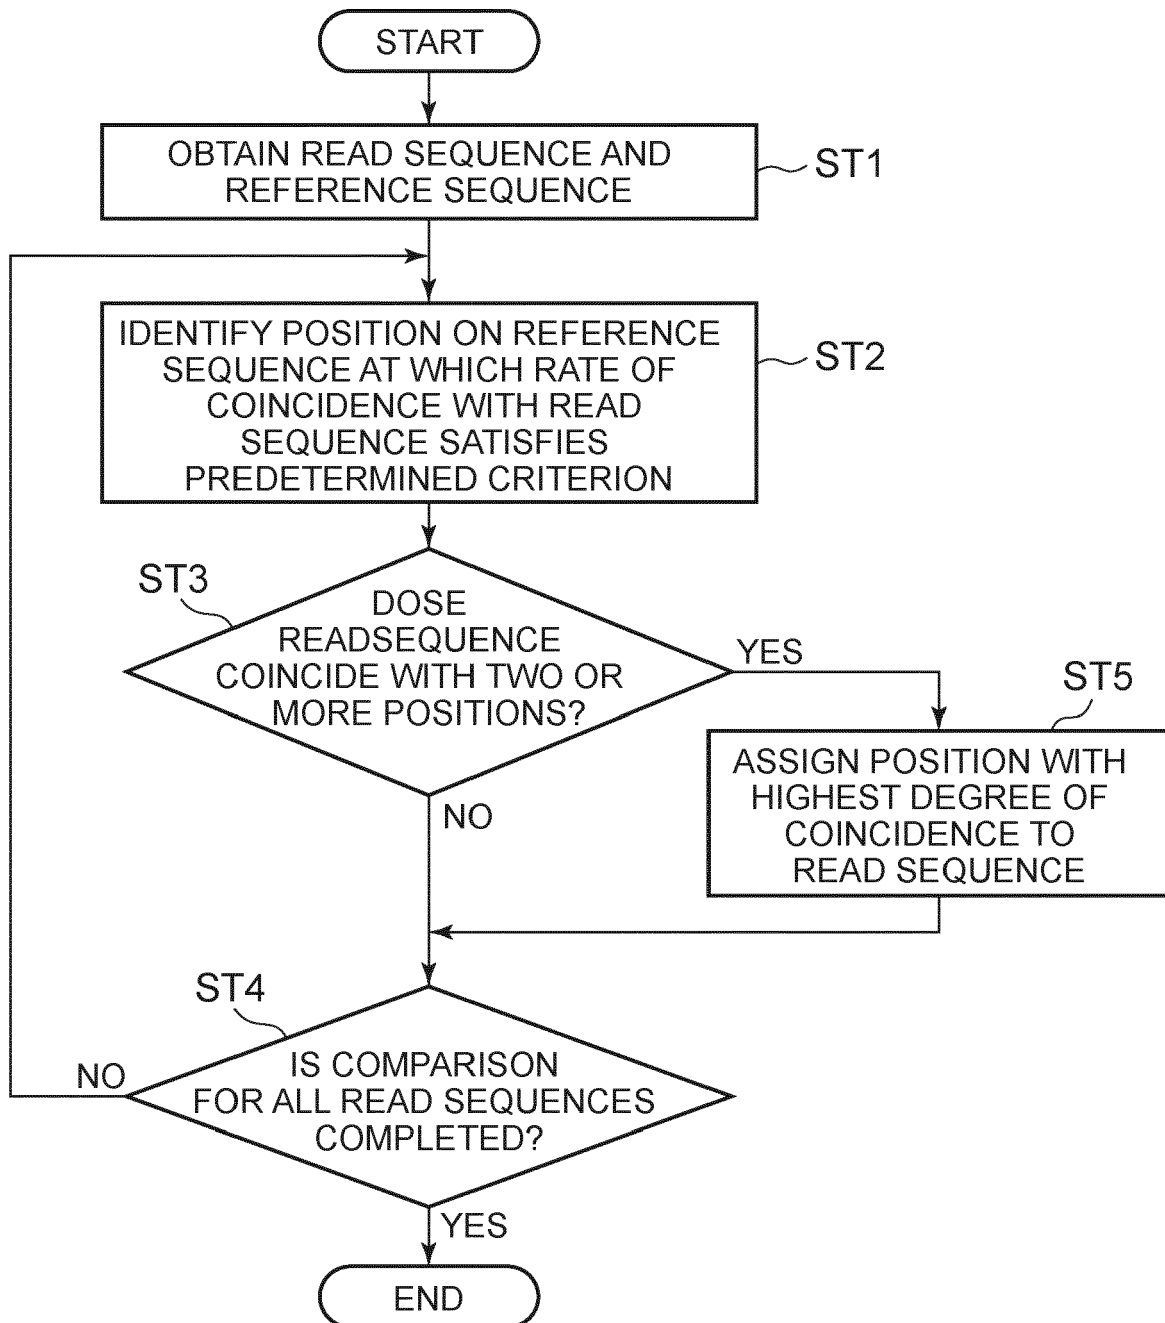 START
OBTAIN READ SEQUENCE AND
REFERENCE SEQUENCE
ST1
IDENTIFY POSITION ON REFERENCE
SEQUENCE AT WHICH RATE OF
COINCIDENCE WITH READ
SEQUENCE SATISFIES
PREDETERMINED CRITERION
ST2
ST3
DOSE
READSEQUENCE
COINCIDE WITH TWO OR
MORE POSITIONS?
YES
NO
ST5
ASSIGN POSITION WITH
HIGHEST DEGREE OF
COINCIDENCE TO
READ SEQUENCE
ST4
IS COMPARISON
FOR ALL READ SEQUENCES
COMPLETED?
NO
YES
END